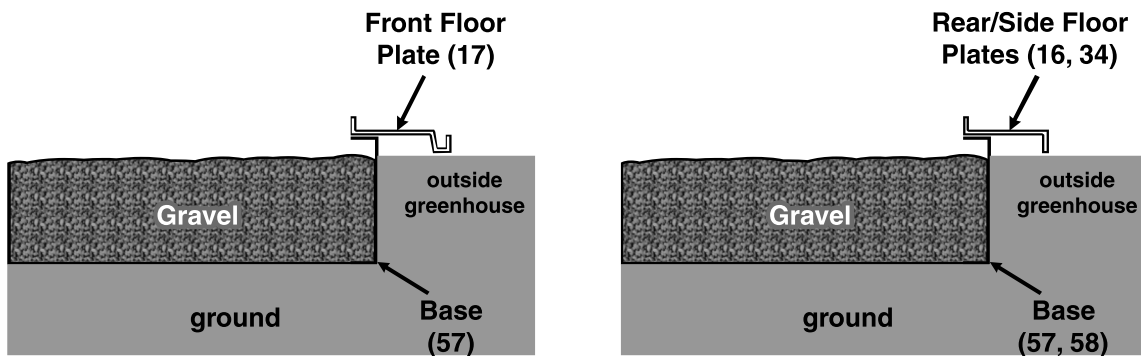 Front Floor
Plate (17)
outside
greenhouse
Gravel
ground
Base
(57)
Rear/Side Floor
Plates (16, 34)
outside
greenhouse
Gravel
ground
Base
(57, 58)